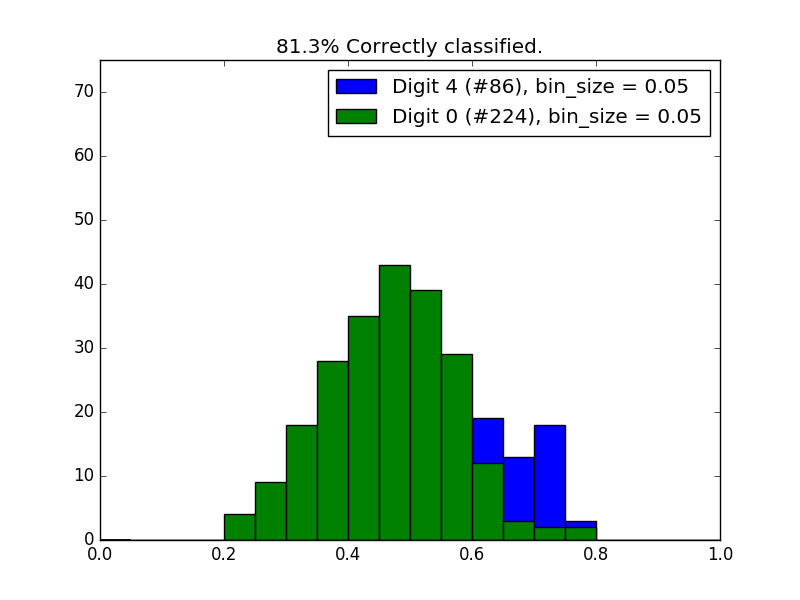 81.3% Correctly classified.
Digit 4 (#86), bin_size = 0.05
Digit 0 (#224), bin_size = 0.05
70
60
50
40
30
20
10
0
0.0 0.2 0.4 0.6 0.8 1.0